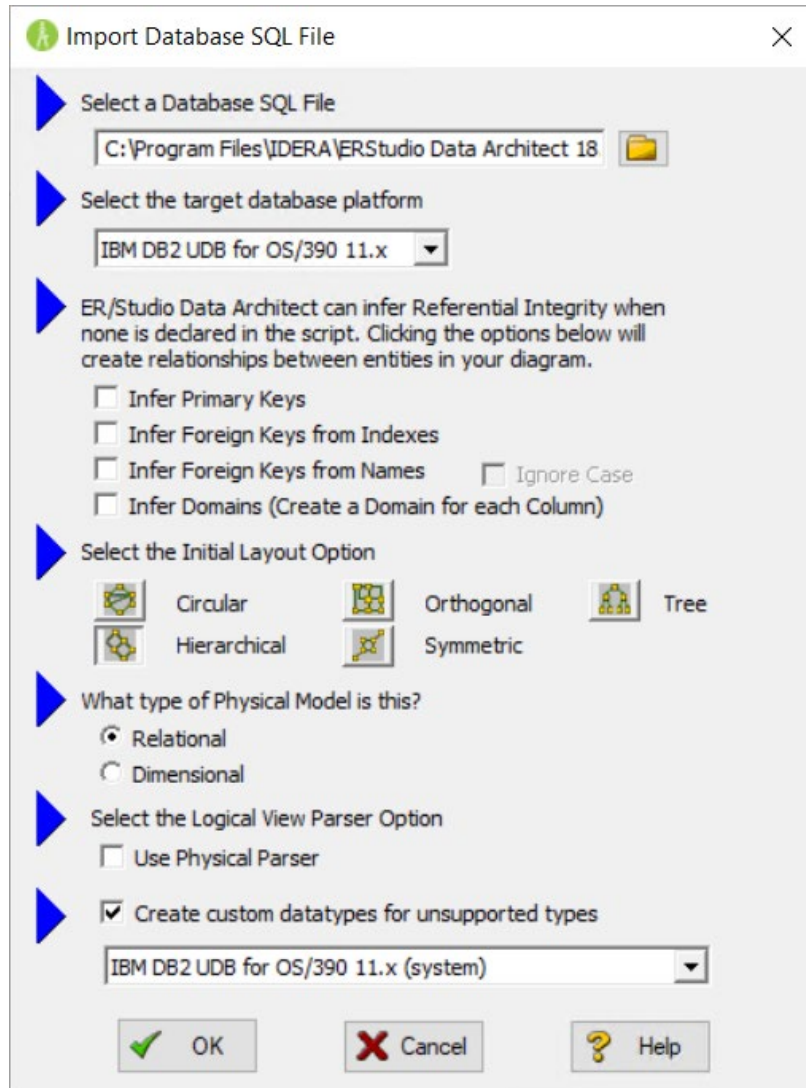 Import Database SQL File
Select a Database SQL File
C:\Program Files\IDERA\ERStudio Data Architect 18
Select the target database platform
IBM DB2 UDB for OS/390 11.x
ER/Studio Data Architect can infer Referential Integrity when
none is declared in the script. Clicking the options below will
create relationships between entities in your diagram.
Infer Primary Keys
Infer Foreign Keys from Indexes
Infer Foreign Keys from Names Ignore Case
Infer Domains (Create a Domain for each Column)
Select the Initial Layout Option
Circular Orthogonal Tree
Hierarchical Symmetric
What type of Physical Model is this?
Relational
Dimensional
Select the Logical View Parser Option
Use Physical Parser
Create custom datatypes for unsupported types
IBM DB2 UDB for OS/390 11.x (system)
OK Cancel Help